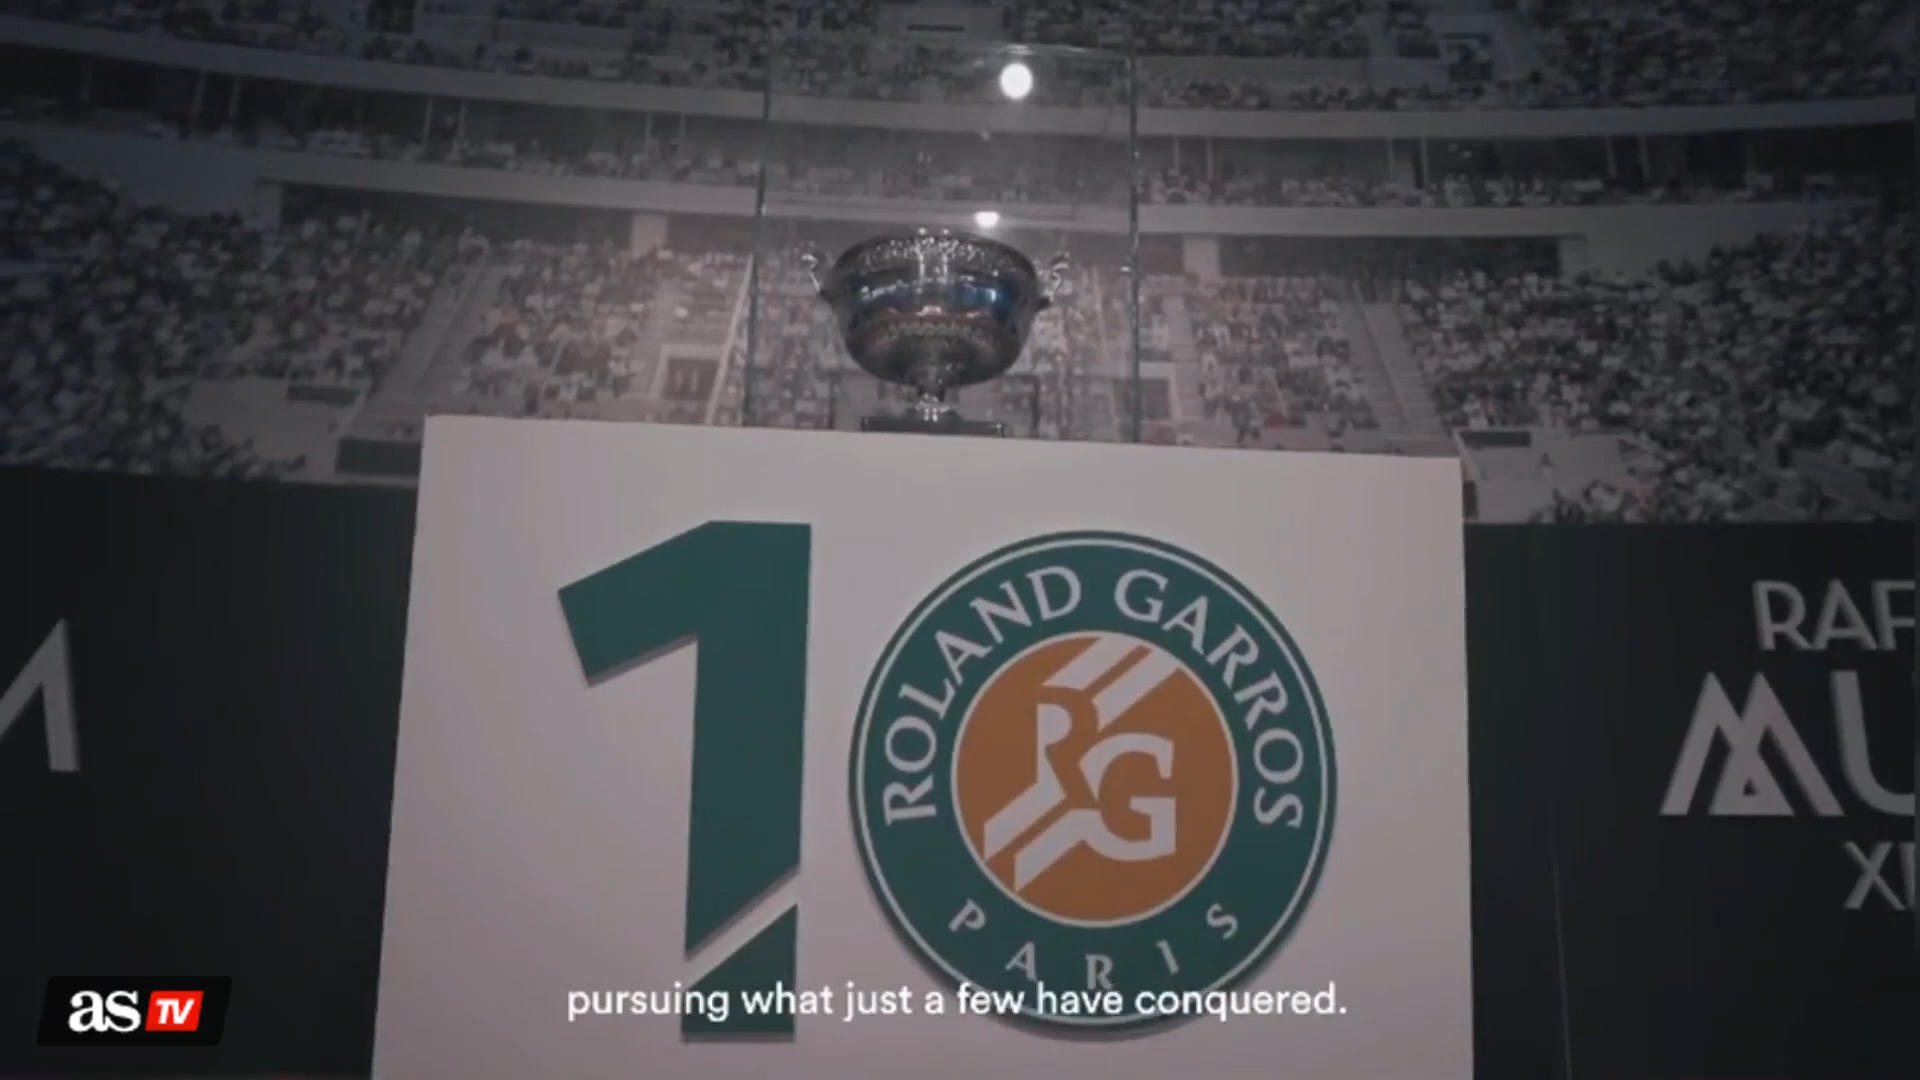 RAF
MU
XI
10
ROLAND GARROS
RG
PARIS
pursuing what just a few have conquered.
as TV